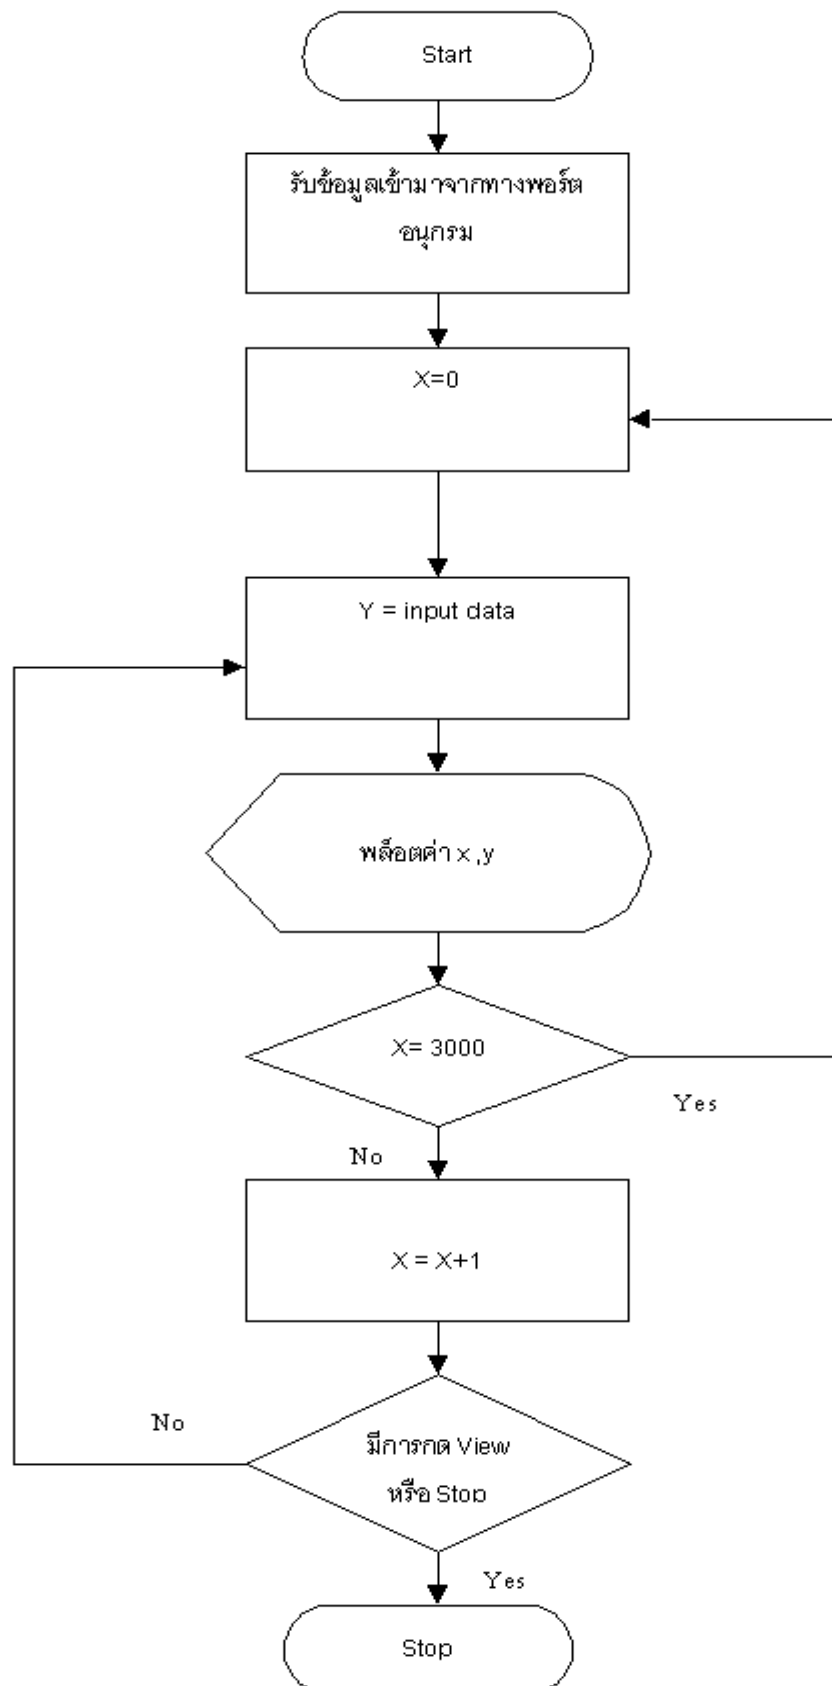 Start
รับข้อมูลเข้ามาจากทางพอร์ต
อนุกรม
X=0
Y = input data
พล็อตค่า x ,y
X= 3000
Yes
No
X = X+1
No
มีการกด View
หรือ Stop
Yes
Stop